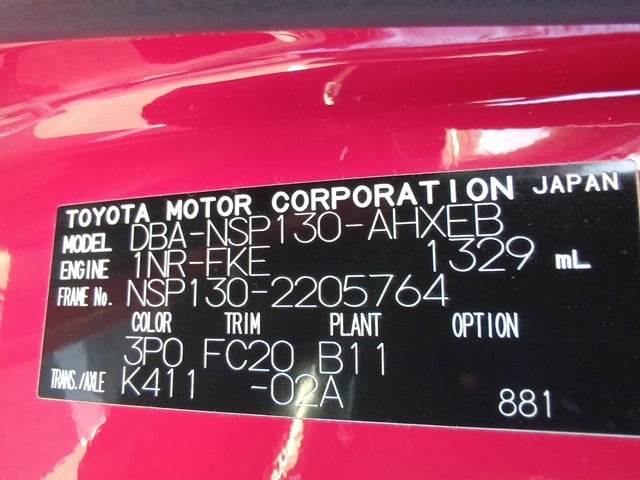 TOYOTA MOTOR CORPORATION JAPAN
MODEL DBA-NSP130-AHXEB
ENGINE 1NR-FKE 1329 mL
FRAME No. NSP130-2205764
COLOR TRIM PLANT OPTION
3P0 FC20 B11
TRANS./AXLE K411 -02A
881